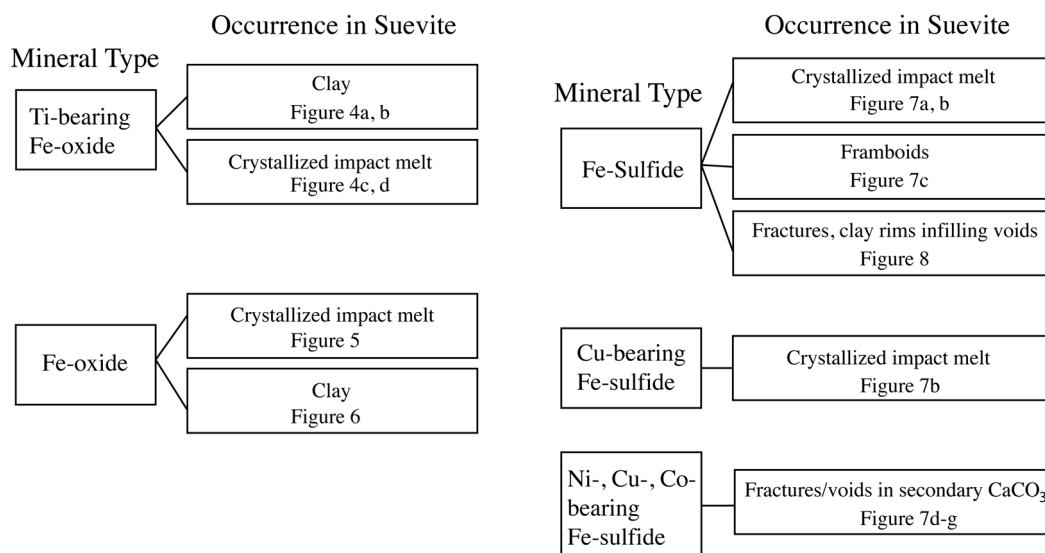 Occurrence in Suevite
Mineral Type
Ti-bearing
Fe-oxide
Clay
Figure 4a, b
Crystallized impact melt
Figure 4c, d
Fe-oxide
Crystallized impact melt
Figure 5
Clay
Figure 6
Occurrence in Suevite
Mineral Type
Fe-Sulfide
Crystallized impact melt
Figure 7a, b
Framboids
Figure 7c
Fractures, clay rims infilling voids
Figure 8
Cu-bearing
Fe-sulfide
Crystallized impact melt
Figure 7b
Ni-, Cu-, Co-
bearing
Fe-sulfide
Fractures/voids in secondary CaCO₃
Figure 7d-g